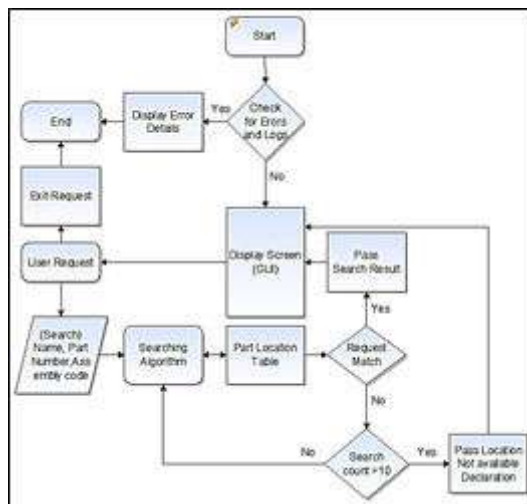 Start
Check
for Errors
and Logs
Yes
Display Error
Details
End
No
Exit Request
Display Screen
(GUI)
Pass
Search Result
User Request
Yes
(Search)
Name, Part
Number,Ass
embly code
Searching
Algorithm
Part Location
Table
Request
Match
No
No
Search
count >10
Yes
Pass Location
Not available
Declaration